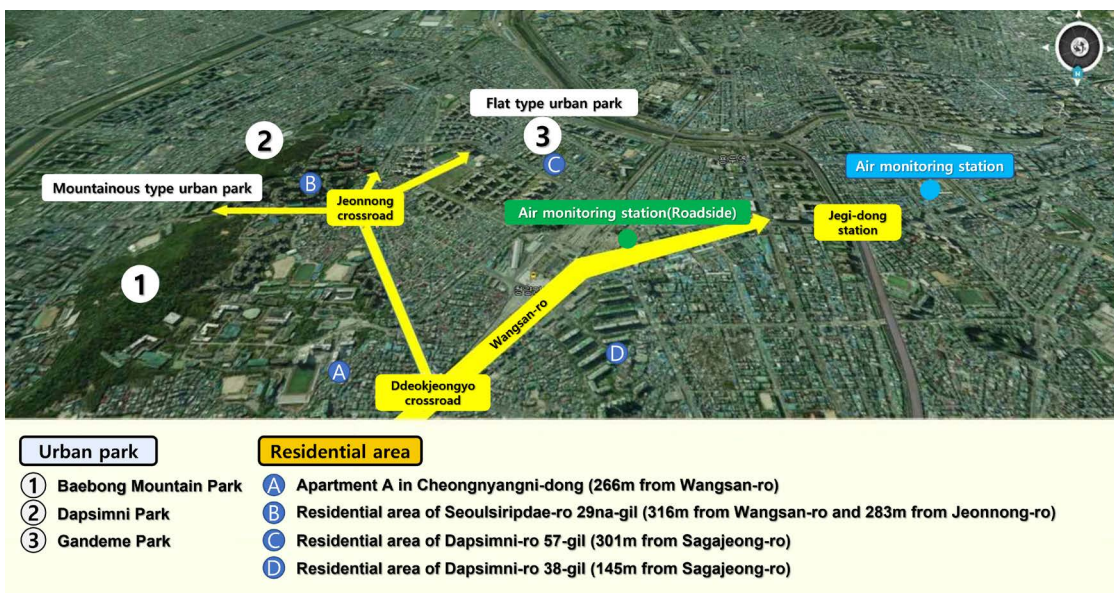 Flat type urban park
3
2
C
Air monitoring station
Mountainous type urban park
B
Jeonnong
crossroad
Air monitoring station(Roadside)
Jegi-dong
station
1
Wangsan-ro
D
A
Ddeokjeongyo
crossroad
N
Urban park
1 Baebong Mountain Park
2 Dapsimni Park
3 Gandeme Park
Residential area
A Apartment A in Cheongnyangni-dong (266m from Wangsan-ro)
B Residential area of Seoulsiripdae-ro 29na-gil (316m from Wangsan-ro and 283m from Jeonnong-ro)
C Residential area of Dapsimni-ro 57-gil (301m from Sagajeong-ro)
D Residential area of Dapsimni-ro 38-gil (145m from Sagajeong-ro)